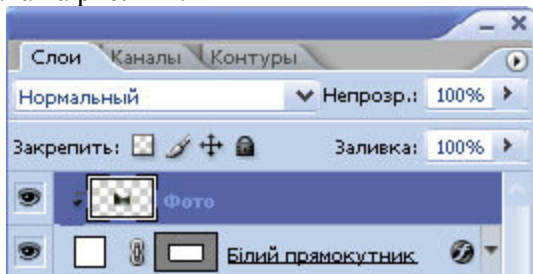 Слои Каналы Контуры
Нормальный Непрозр.: 100%
Закрепить: Заливка: 100%
Фото
Білий прямокутник